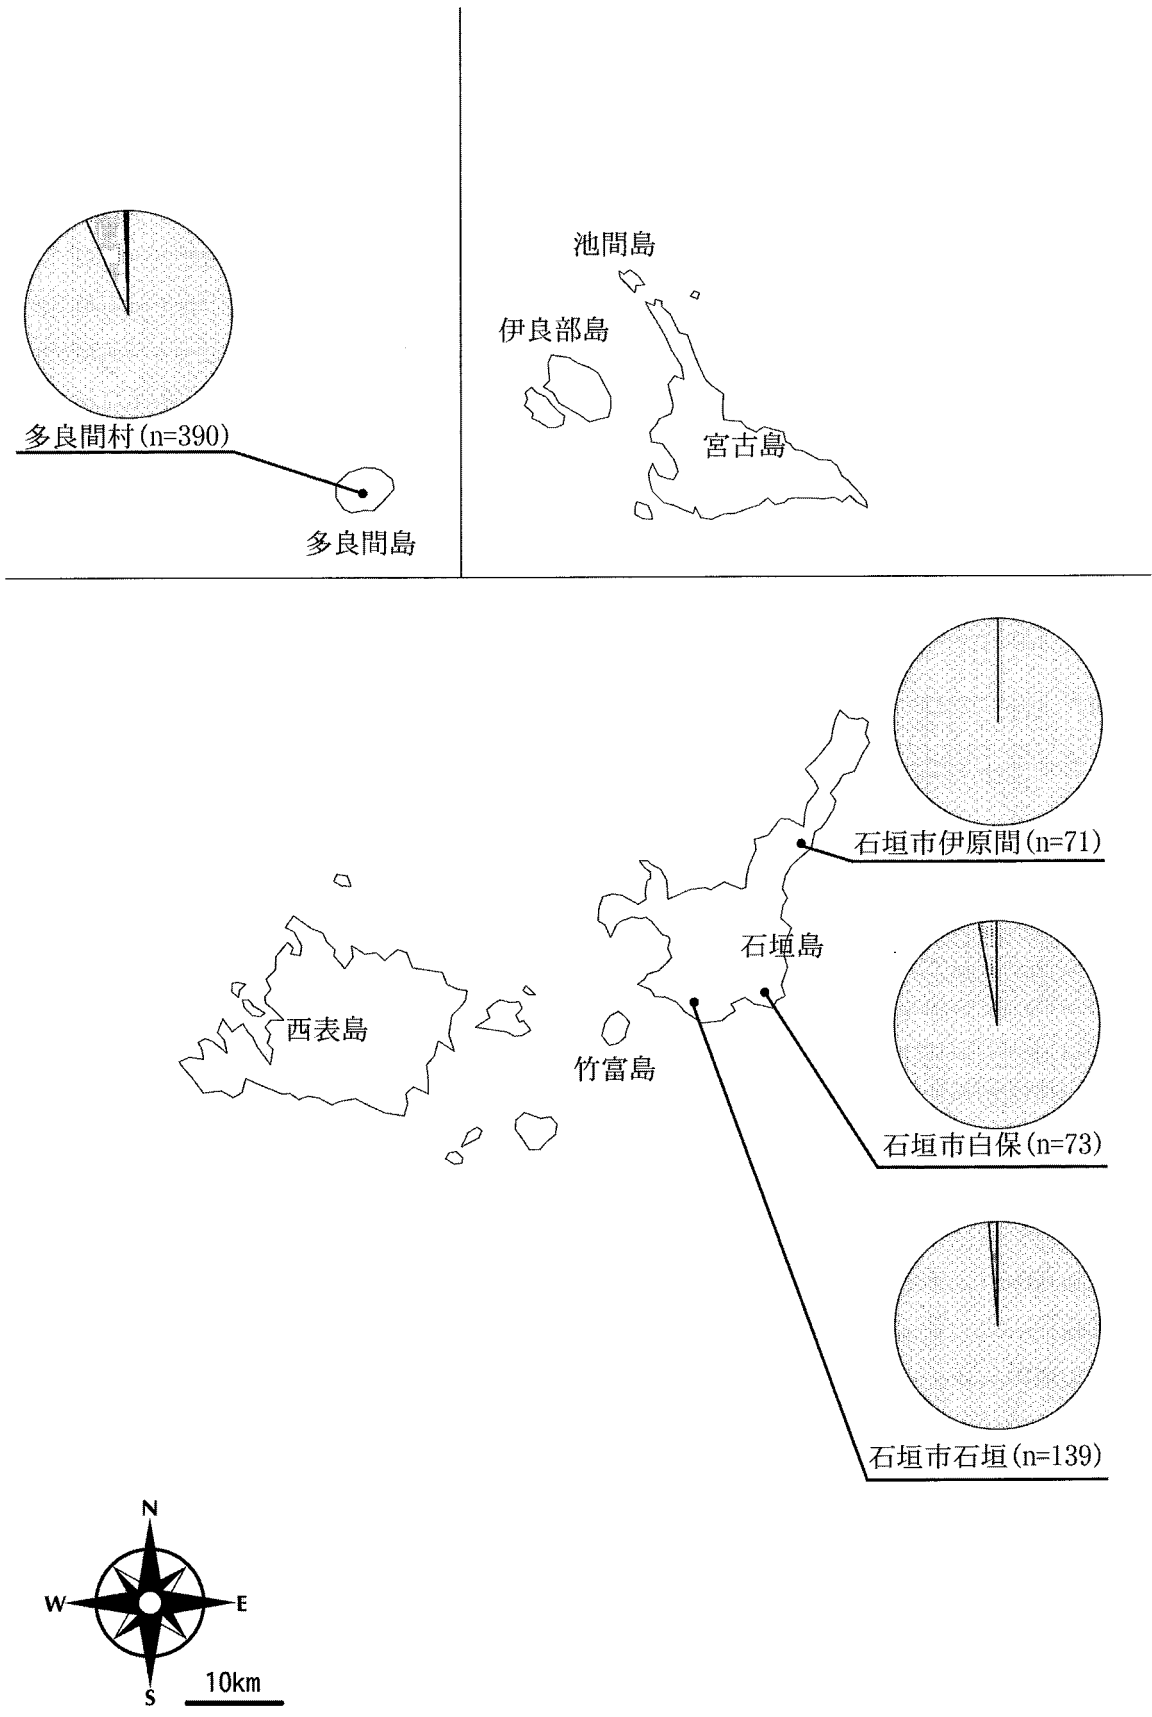 池間島
伊良部島
宮古島
多良間村(n=390)
多良間島
石垣市伊原間(n=71)
石垣島
西表島
竹富島
石垣市白保(n=73)
石垣市石垣(n=139)
N
W
E
S
10km